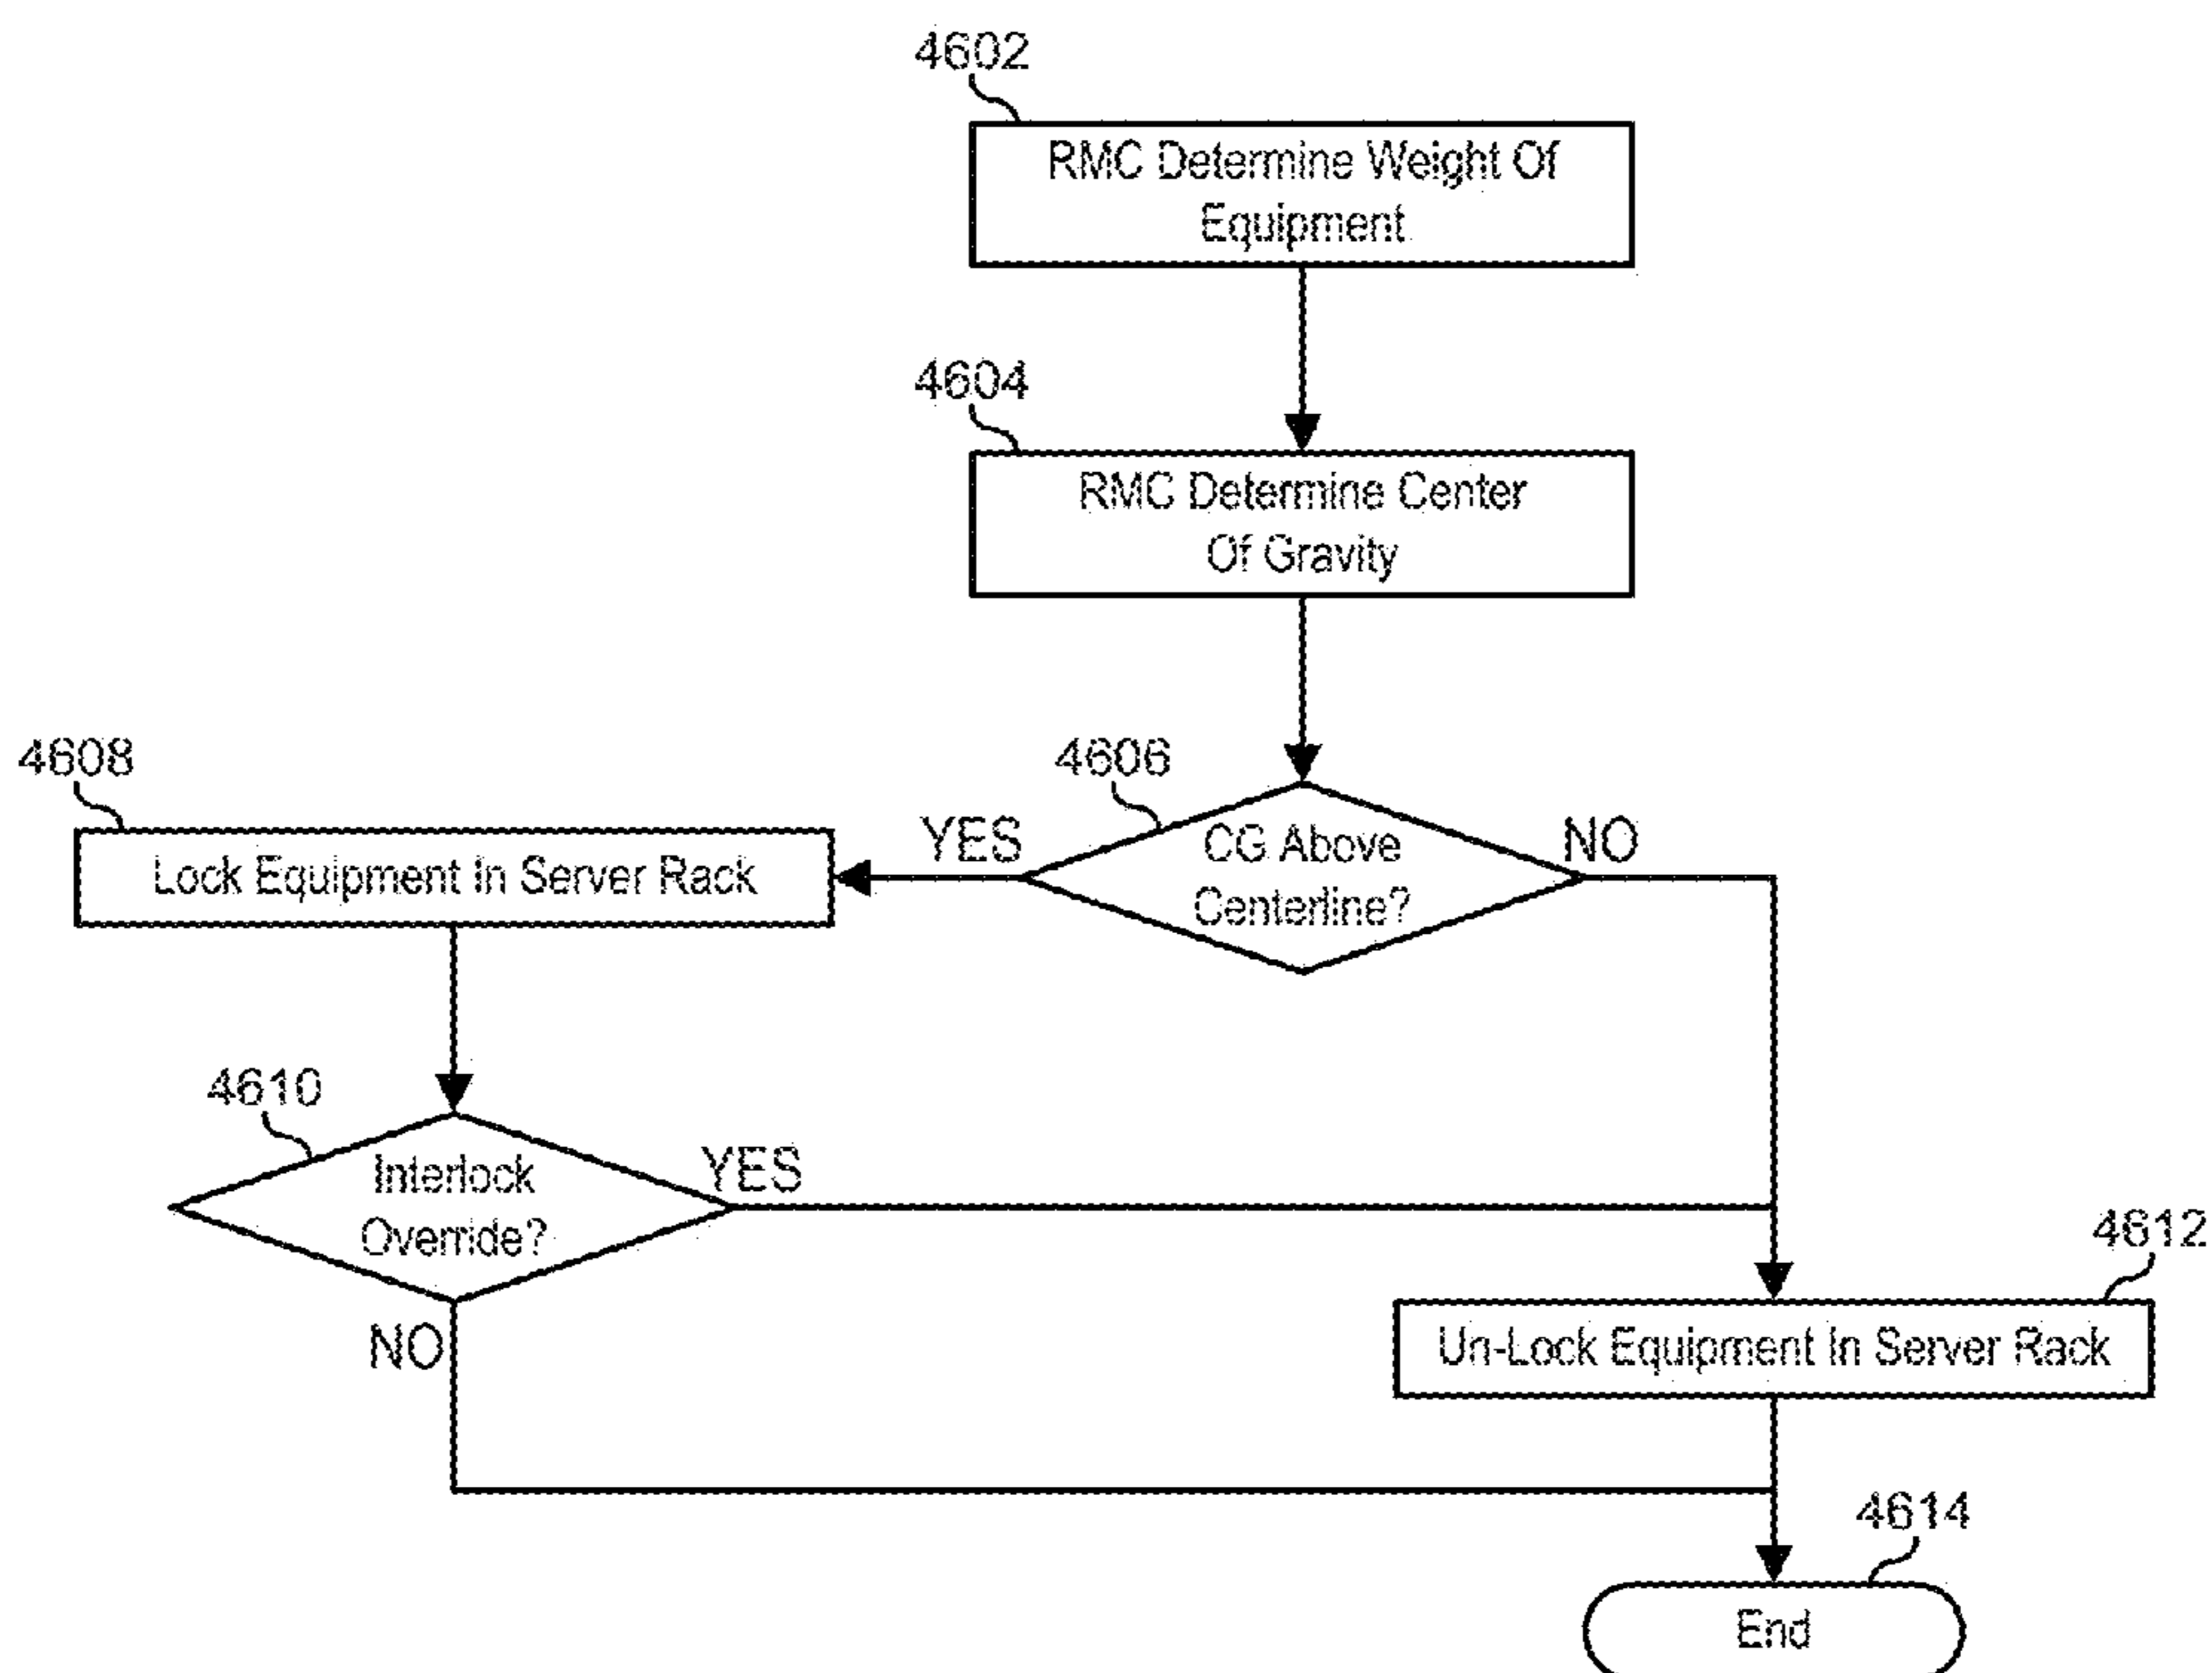 4602
RMC Determine Weight Of
Equipment
4604
RMC Determine Center
Of Gravity
4606
CG Above
Centerline?
YES
NO
4608
Lock Equipment In Server Rack
4610
Interlock
Override?
YES
NO
4612
Un-Lock Equipment In Server Rack
4614
End